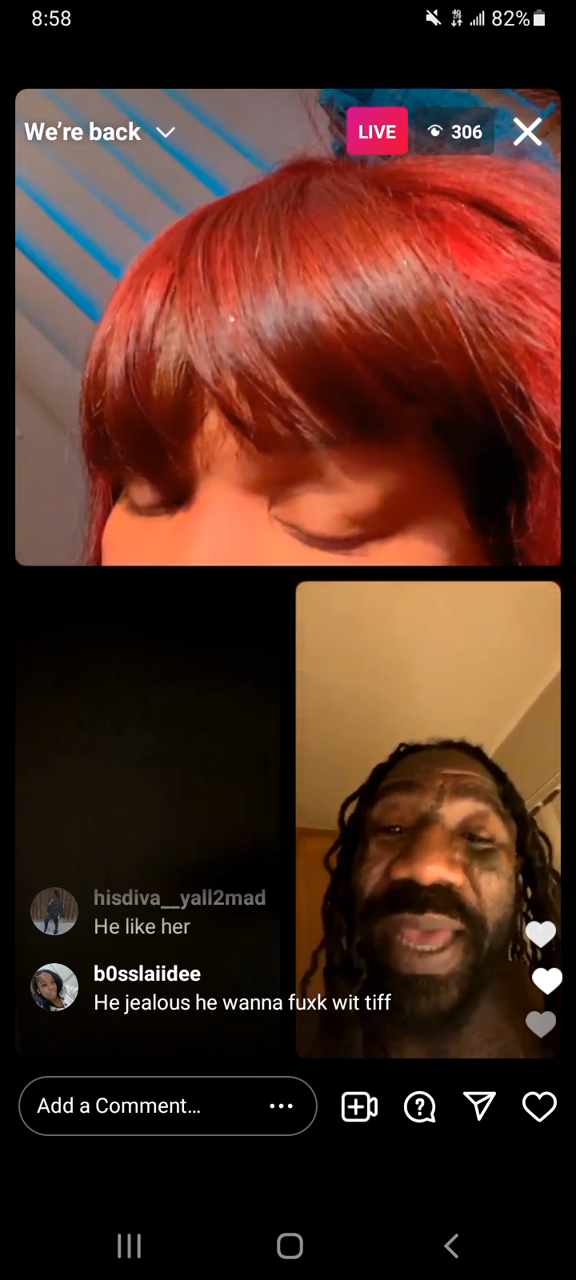 8:58
82%
We’re back
LIVE
306
hisdiva__yall2mad
He like her
b0sslaiidee
He jealous he wanna fuxk wit tiff
Add a Comment…